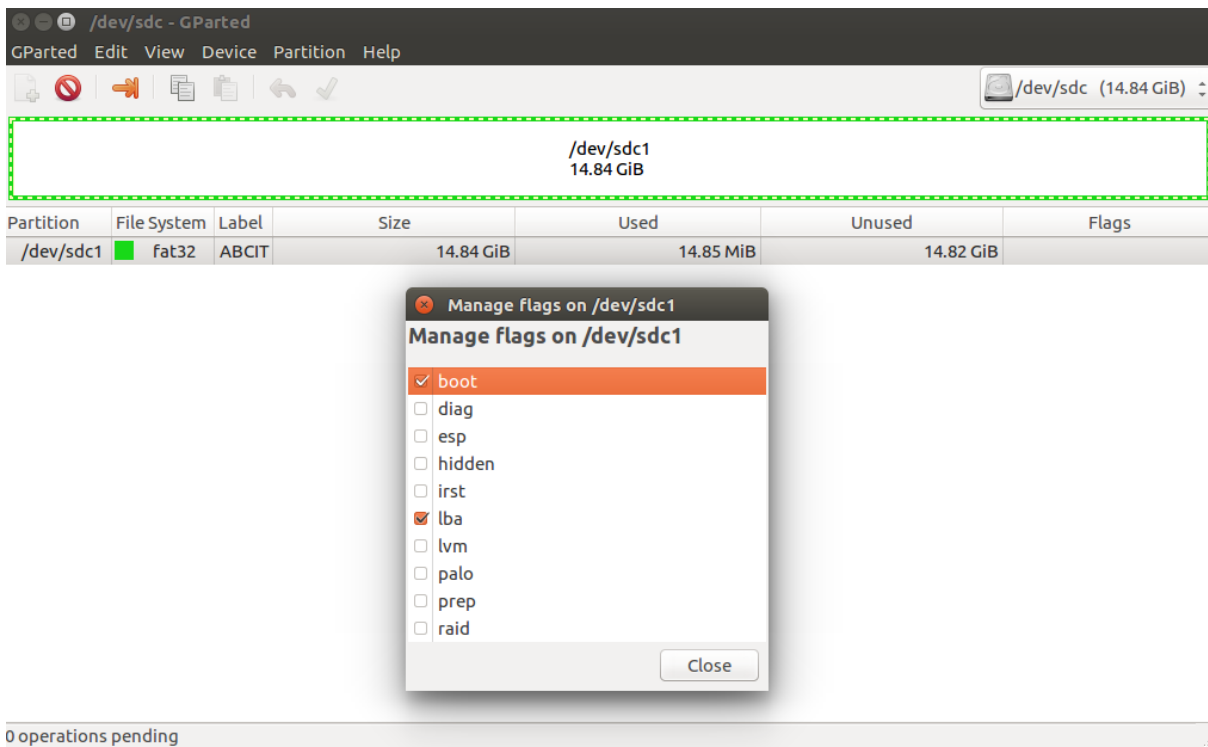 /dev/sdc - GParted
GParted Edit View Device Partition Help
/dev/sdc (14.84 GiB)
/dev/sdc1
14.84 GiB
Partition File System Label Size Used Unused Flags
/dev/sdc1 fat32 ABCIT 14.84 GiB 14.85 MiB 14.82 GiB
Manage flags on /dev/sdc1
Manage flags on /dev/sdc1
boot
diag
esp
hidden
irst
lba
lvm
palo
prep
raid
Close
0 operations pending